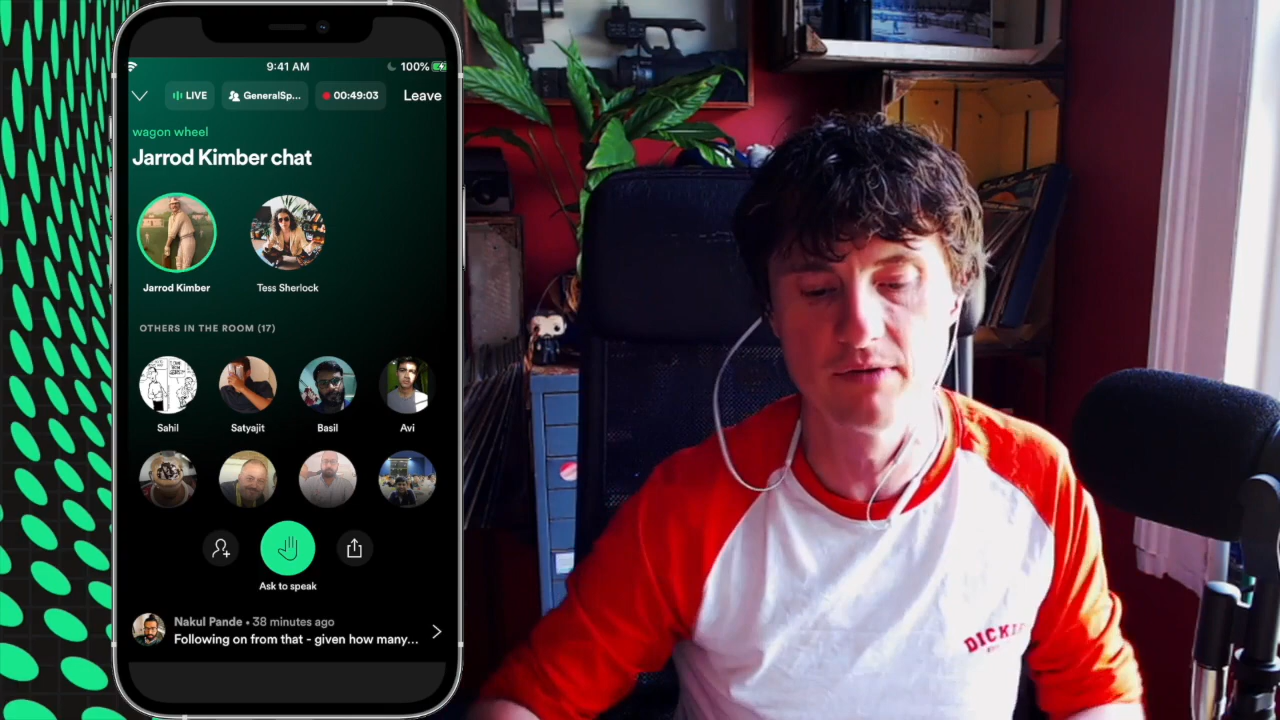 9:41 AM
100%
LIVE
GeneralSp...
00:49:03
Leave
wagon wheel
Jarrod Kimber chat
Jarrod Kimber
Tess Sherlock
OTHERS IN THE ROOM (17)
Sahil
Satyajit
Basil
Avi
Ask to speak
Nakul Pande • 38 minutes ago
Following on from that - given how many...
DICKIES